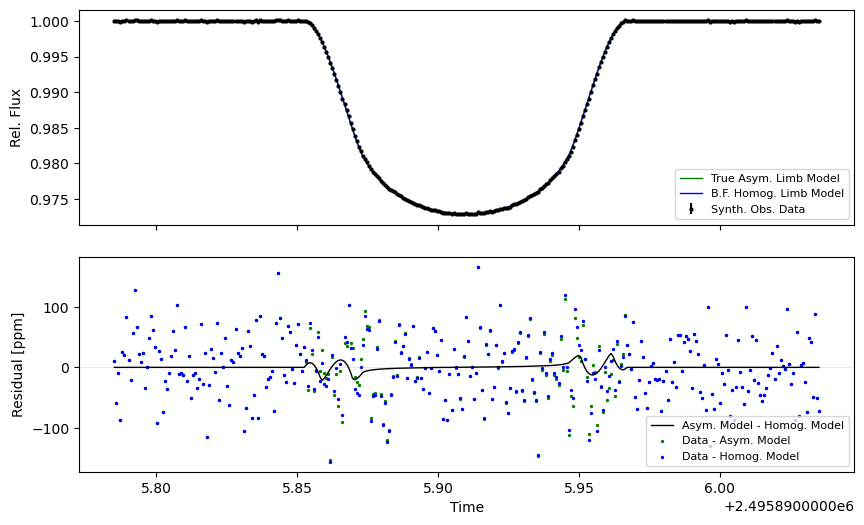 1.000
0.995
0.990
0.985
0.980
0.975
Rel. Flux
True Asym. Limb Model
B.F. Homog. Limb Model
Synth. Obs. Data
100
0
−100
Residual [ppm]
Asym. Model - Homog. Model
Data - Asym. Model
Data - Homog. Model
5.80
5.85
5.90
5.95
6.00
Time
+2.4958900000e6